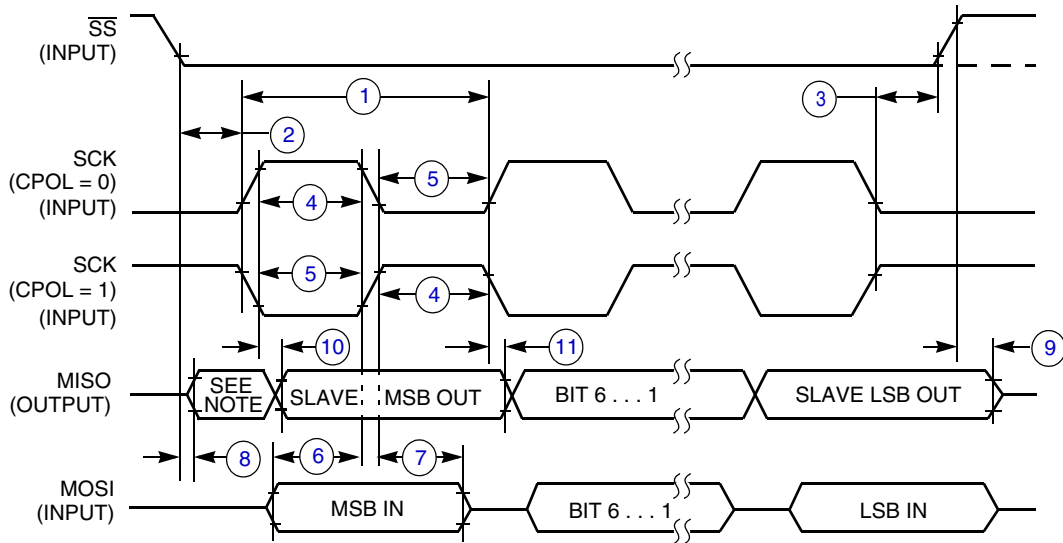 SS
(INPUT)
1
3
2
SCK
(CPOL = 0)
(INPUT)
5
4
SCK
(CPOL = 1)
(INPUT)
5
4
10
11
9
MISO
(OUTPUT)
SEE
NOTE
SLAVE
MSB OUT
BIT 6 . . . 1
SLAVE LSB OUT
8
6
7
MOSI
(INPUT)
MSB IN
BIT 6 . . . 1
LSB IN